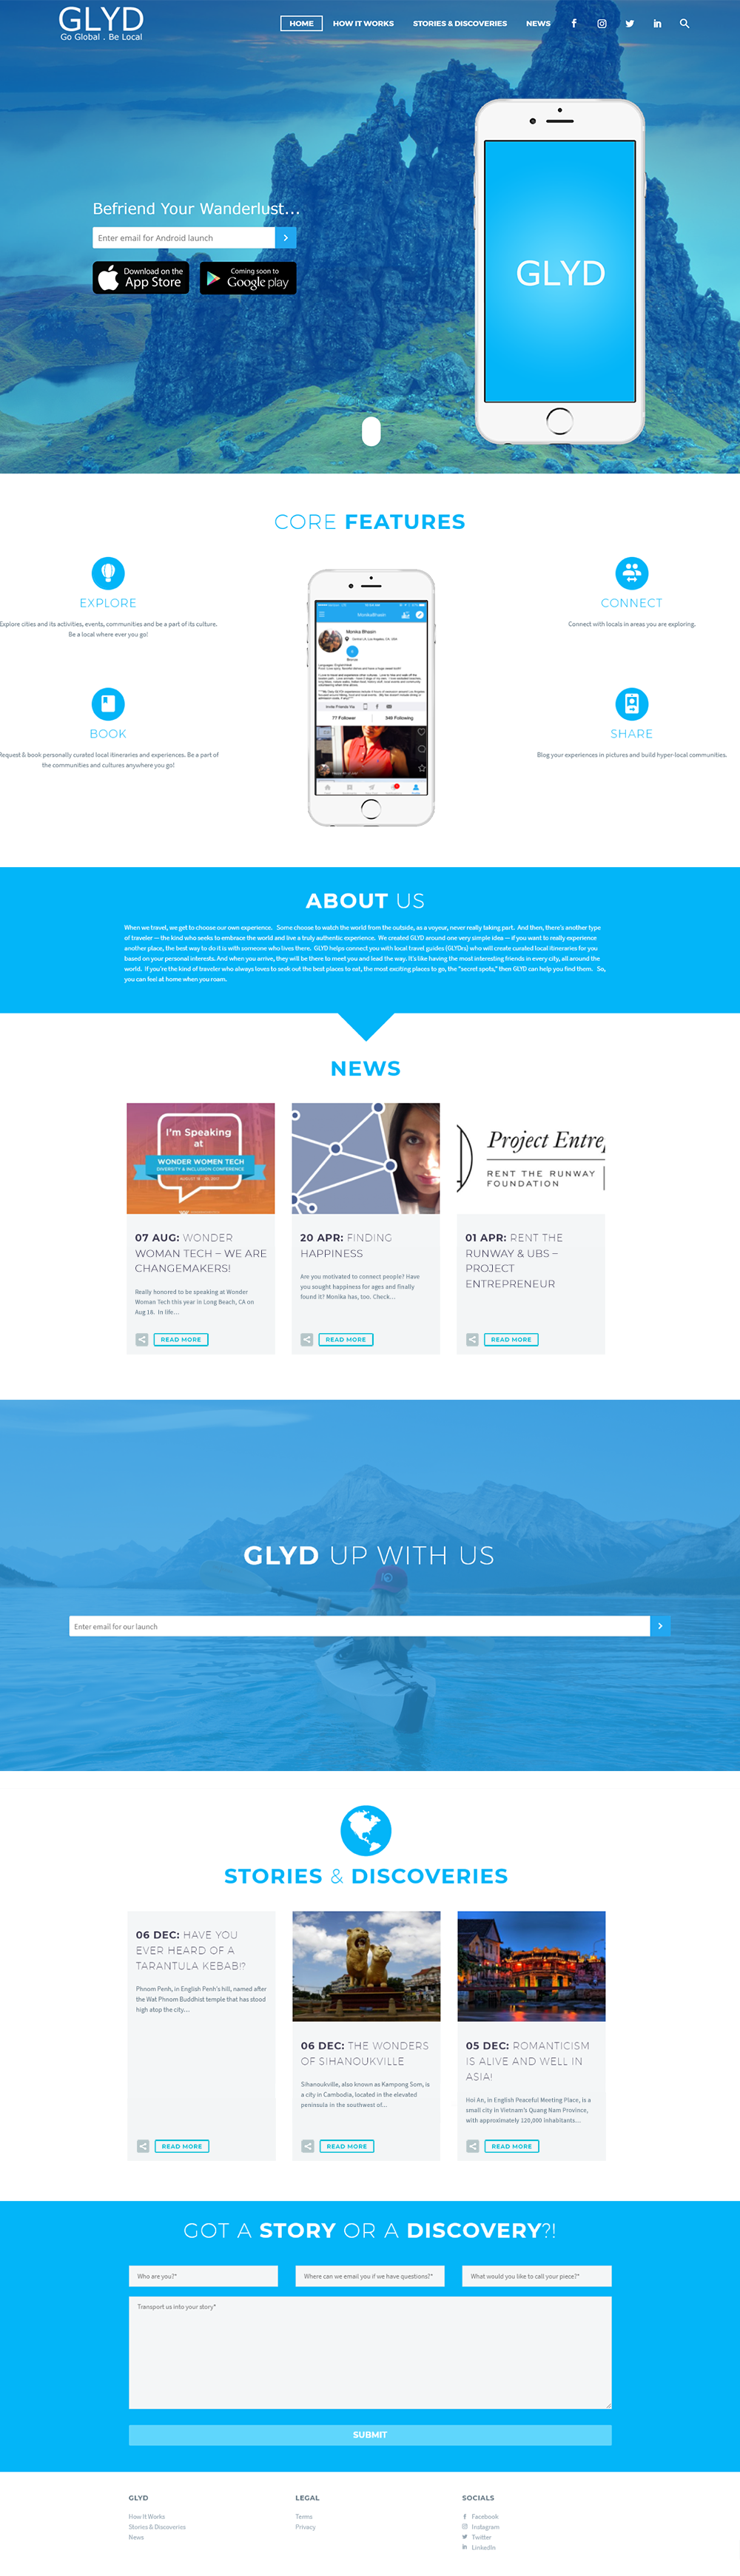 GLYD
Go Global . Be Local
HOME
HOW IT WORKS
STORIES & DISCOVERIES
NEWS
Befriend Your Wanderlust...
Enter email for Android launch
Download on the
App Store
Coming soon to
Google play
GLYD
CORE FEATURES
EXPLORE
Explore cities and its activities, events, communities and be a part of its culture.
Be a local where ever you go!
CONNECT
Connect with locals in areas you are exploring.
BOOK
Request & book personally curated local itineraries and experiences. Be a part of
the communities and cultures anywhere you go!
SHARE
Blog your experiences in pictures and build hyper-local communities.
MonikaBhasin
Monika Bhasin
Invite Friends Via
77 Follower
549 Following
ABOUT US
When we travel, we get to choose our own experience. Some choose to watch the world from the outside, as a voyeur, never really taking part. And then, there's another type
of traveler — the kind who seeks to embrace the world and live a truly authentic experience. We created GLYD around one very simple idea — if you want to really experience
another place, the best way to do it is with someone who lives there. GLYD helps connect you with local travel guides (GLYDrs) who will create curated local itineraries for you
based on your personal interests. And when you arrive, they will be there to meet you and lead the way. It's like having the most interesting friends in every city, all around the
world. If you're the kind of traveler who always loves to seek out the best places to eat, the most exciting places to go, the "secret spots," then GLYD can help you find them. So,
you can feel at home when you roam.
NEWS
I'm Speaking
at
WONDER WOMEN TECH
DIVERSITY & INCLUSION CONFERENCE
Project Entrep
RENT THE RUNWAY
FOUNDATION
07 AUG: WONDER
WOMAN TECH – WE ARE
CHANGEMAKERS!
Really honored to be speaking at Wonder
Woman Tech this year in Long Beach, CA on
Aug 18. In life…
READ MORE
20 APR: FINDING
HAPPINESS
Are you motivated to connect people? Have
you sought happiness for ages and finally
found it? Monika has, too. Check…
READ MORE
01 APR: RENT THE
RUNWAY & UBS –
PROJECT
ENTREPRENEUR
READ MORE
GLYD UP WITH US
Enter email for our launch
STORIES & DISCOVERIES
06 DEC: HAVE YOU
EVER HEARD OF A
TARANTULA KEBAB!?
Phnom Penh, in English Penh's hill, named after
the Wat Phnom Buddhist temple that has stood
high atop the city…
READ MORE
06 DEC: THE WONDERS
OF SIHANOUKVILLE
Sihanoukville, also known as Kampong Som, is
a city in Cambodia, located in the elevated
peninsula in the southwest of...
READ MORE
05 DEC: ROMANTICISM
IS ALIVE AND WELL IN
ASIA!
Hoi An, in English Peaceful Meeting Place, is a
small city in Vietnam's Quang Nam Province,
with approximately 120,000 inhabitants…
READ MORE
GOT A STORY OR A DISCOVERY?!
Who are you?*
Where can we email you if we have questions?*
What would you like to call your piece?*
Transport us into your story*
SUBMIT
GLYD
How It Works
Stories & Discoveries
News
LEGAL
Terms
Privacy
SOCIALS
Facebook
Instagram
Twitter
LinkedIn